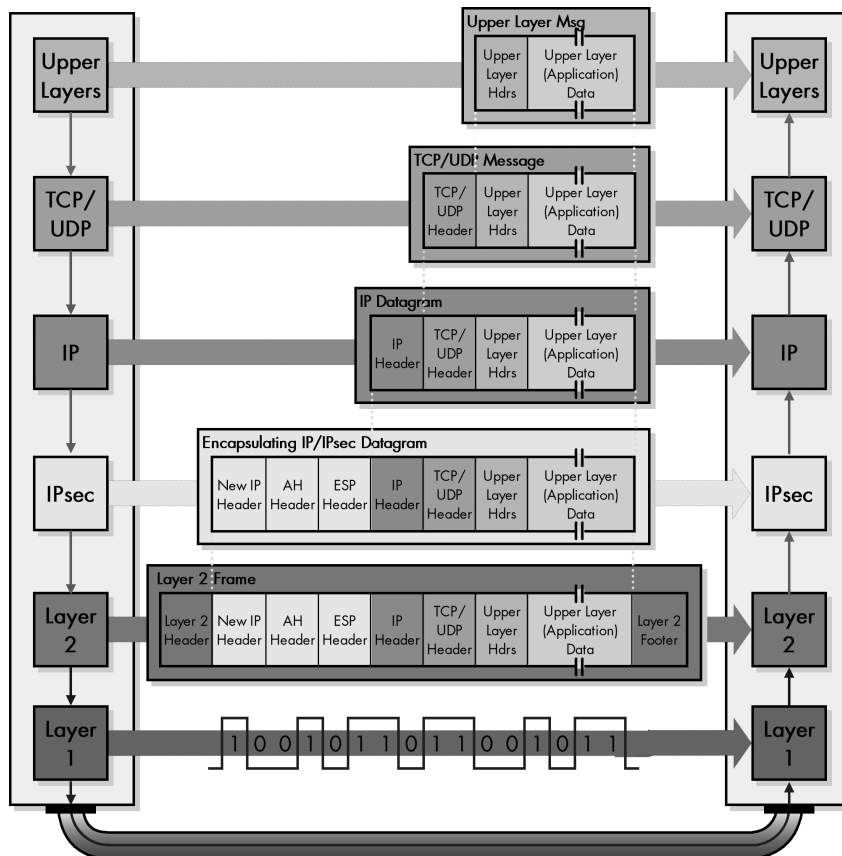 Upper Layer Msg
Upper
Layers
Upper
Layer
Hdrs
Upper Layer
(Application)
Data
Upper
Layers
TCP/UDP Message
TCP/
UDP
TCP/
UDP
Header
Upper
Layer
Hdrs
Upper Layer
(Application)
Data
TCP/
UDP
IP Datagram
IP
IP
Header
TCP/
UDP
Header
Upper
Layer
Hdrs
Upper Layer
(Application)
Data
IP
Encapsulating IP/IPsec Datagram
IPsec
New IP
Header
AH
Header
ESP
Header
IP
Header
TCP/
UDP
Header
Upper
Layer
Hdrs
Upper Layer
(Application)
Data
IPsec
Layer 2 Frame
Layer
2
Layer 2
Header
New IP
Header
AH
Header
ESP
Header
IP
Header
TCP/
UDP
Header
Upper
Layer
Hdrs
Upper Layer
(Application)
Data
Layer 2
Footer
Layer
2
Layer
1
1 0 0 1 0 1 1 0 1 1 0 0 1 0 1 1
Layer
1